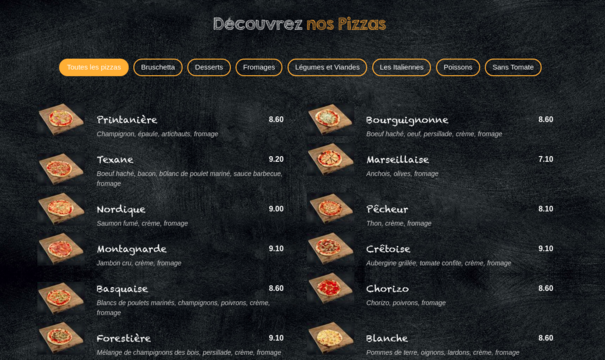 Découvrez nos Pizzas
Toutes les pizzas
Bruschetta
Desserts
Fromages
Légumes et Viandes
Les Italiennes
Poissons
Sans Tomate
Printanière 8.60
Champignon, épaule, artichauts, fromage
Texane 9.20
Boeuf haché, bacon, bôlanc de poulet mariné, sauce barbecue,
fromage
Nordique 9.00
Saumon fumé, crème, fromage
Montagnarde 9.10
Jambon cru, crème, fromage
Basquaise 8.60
Blancs de poulets marinés, champignons, poivrons, crème,
fromage
Forestière 9.10
Mélange de champignons des bois, persillade, crème, fromage
Bourguignonne 8.60
Boeuf haché, oeuf, persillade, crème, fromage
Marseillaise 7.10
Anchois, olives, fromage
Pêcheur 8.10
Thon, crème, fromage
Crêtoise 9.10
Aubergine grillée, tomate confite, crème, fromage
Chorizo 8.60
Chorizo, poivrons, fromage
Blanche 8.60
Pommes de terre, oignons, lardons, crème, fromage